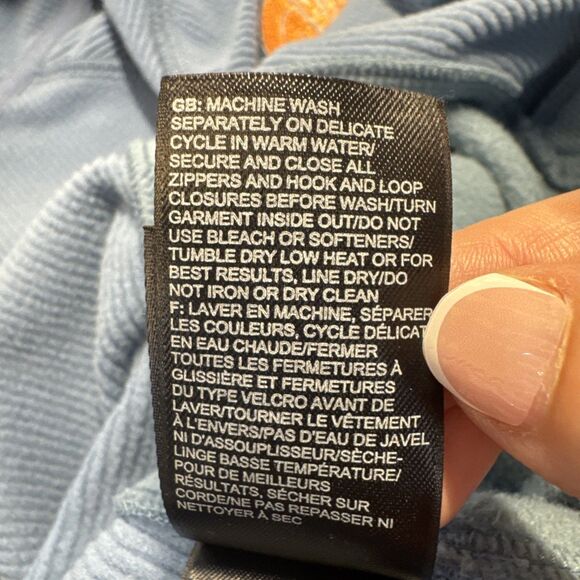 GB: MACHINE WASH
SEPARATELY ON DELICATE
CYCLE IN WARM WATER/
SECURE AND CLOSE ALL
ZIPPERS AND HOOK AND LOOP
CLOSURES BEFORE WASH/TURN
GARMENT INSIDE OUT/DO NOT
USE BLEACH OR SOFTENERS/
TUMBLE DRY LOW HEAT OR FOR
BEST RESULTS, LINE DRY/DO
NOT IRON OR DRY CLEAN
F: LAVER EN MACHINE, SÉPARER
LES COULEURS, CYCLE DÉLICAT
EN EAU CHAUDE/FERMER
TOUTES LES FERMETURES À
GLISSIÈRE ET FERMETURES
DU TYPE VELCRO AVANT DE
LAVER/TOURNER LE VÊTEMENT
À L'ENVERS/PAS D'EAU DE JAVEL
NI D'ASSOUPLISSEUR/SÈCHE-
LINGE BASSE TEMPÉRATURE/
POUR DE MEILLEURS
RÉSULTATS, SÉCHER SUR
CORDE/NE PAS REPASSER NI
NETTOYER À SEC